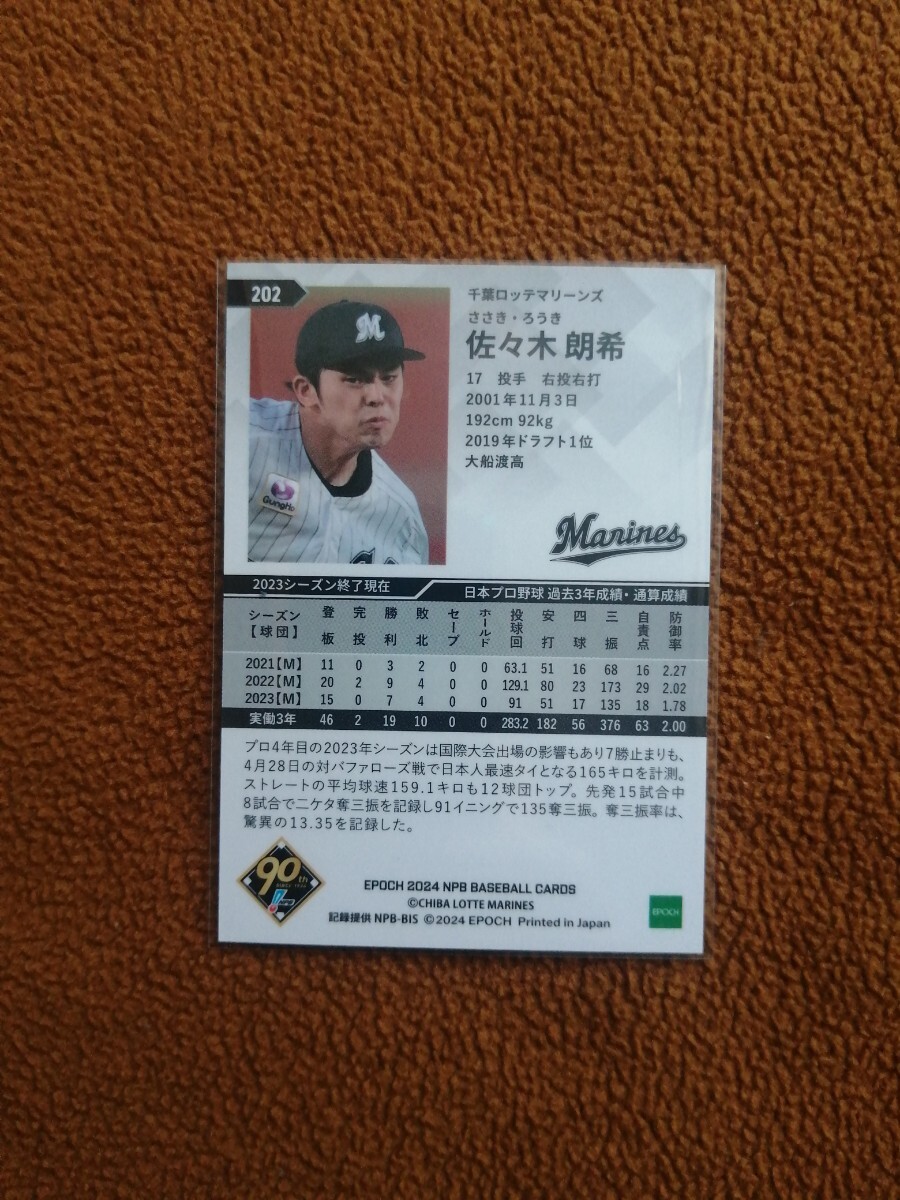 202
千葉ロッテマリーンズ
ささき・ろうき
佐々木 朗希
17 投手 右投右打
2001年11月3日
192cm 92kg
2019年ドラフト1位
大船渡高
M
GungHo
Marines
2023シーズン終了現在
日本プロ野球 過去3年成績・通算成績
シーズン【球団】 登板 完投 勝利 敗北 セーブ ホールド 投球回 安打 四球 三振 自責点 防御率
2021【M】 11 0 3 2 0 0 63.1 51 16 68 16 2.27
2022【M】 20 2 9 4 0 0 129.1 80 23 173 29 2.02
2023【M】 15 0 7 4 0 0 91 51 17 135 18 1.78
実働3年 46 2 19 10 0 0 283.2 182 56 376 63 2.00
プロ4年目の2023年シーズンは国際大会出場の影響もあり7勝止まりも、
4月28日の対バファローズ戦で日本人最速タイとなる165キロを計測。
ストレートの平均球速159.1キロも12球団トップ。先発15試合中
8試合で二ケタ奪三振を記録し91イニングで135奪三振。奪三振率は、
驚異の13.35を記録した。
90th
SINCE 1934
EPOCH 2024 NPB BASEBALL CARDS
©CHIBA LOTTE MARINES
記録提供 NPB-BIS ©2024 EPOCH Printed in Japan
EPOCH